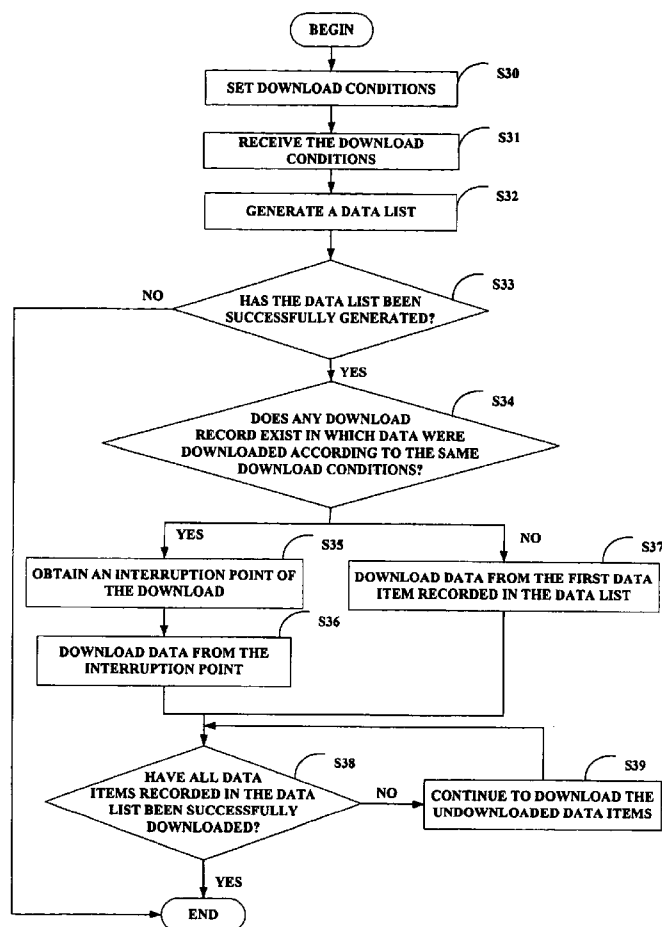 BEGIN
S30
SET DOWNLOAD CONDITIONS
S31
RECEIVE THE DOWNLOAD
CONDITIONS
S32
GENERATE A DATA LIST
S33
NO
HAS THE DATA LIST BEEN
SUCCESSFULLY GENERATED?
YES
S34
DOES ANY DOWNLOAD
RECORD EXIST IN WHICH DATA WERE
DOWNLOADED ACCORDING TO THE SAME
DOWNLOAD CONDITIONS?
YES
S35
OBTAIN AN INTERRUPTION POINT OF
THE DOWNLOAD
NO
S37
DOWNLOAD DATA FROM THE FIRST DATA
ITEM RECORDED IN THE DATA LIST
S36
DOWNLOAD DATA FROM THE
INTERRUPTION POINT
S38
HAVE ALL DATA
ITEMS RECORDED IN THE DATA
LIST BEEN SUCCESSFULLY
DOWNLOADED?
NO
S39
CONTINUE TO DOWNLOAD THE
UNDOWNLOADED DATA ITEMS
YES
END